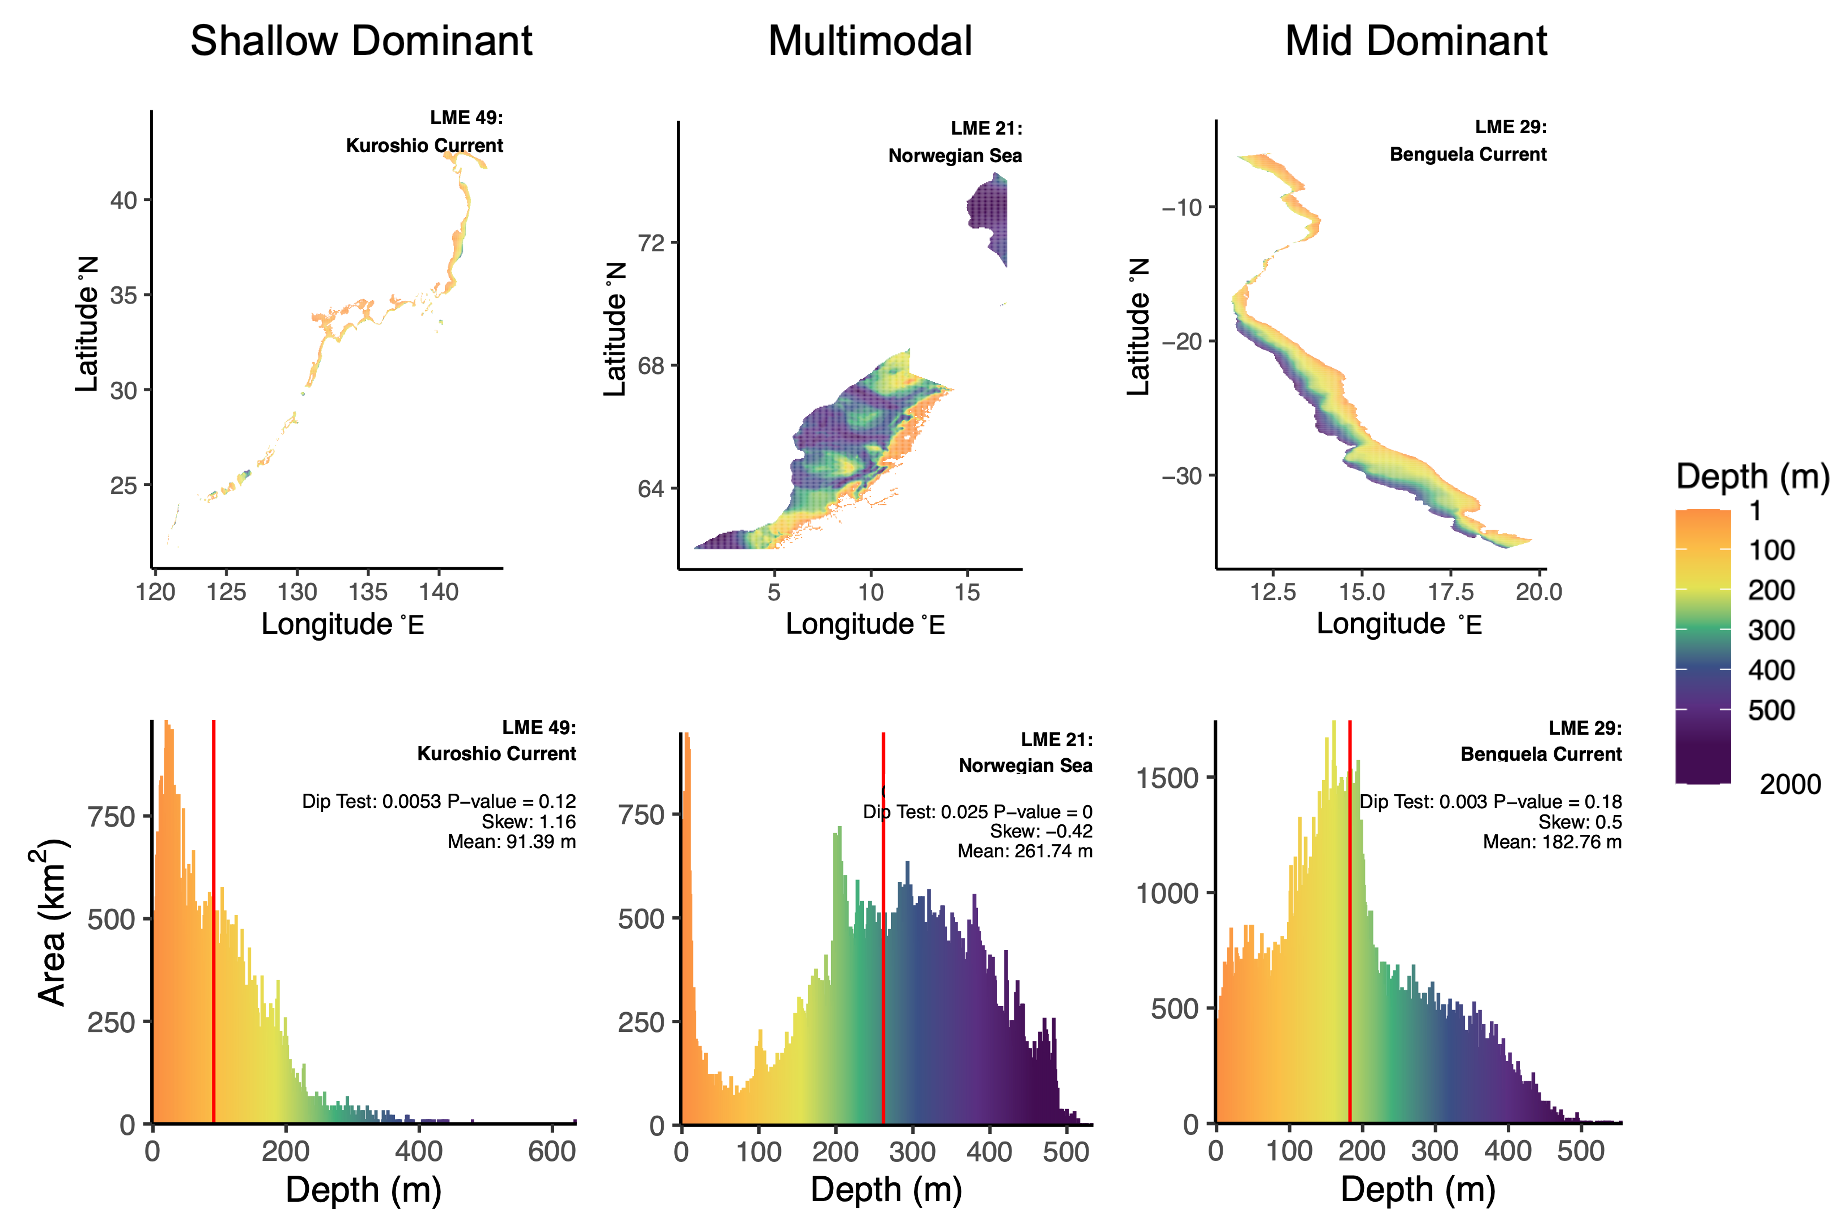 Shallow Dominant
Multimodal
Mid Dominant
LME 49:
Kuroshio Current
40
35
30
25
Latitude °N
120 125 130 135 140
Longitude °E
LME 21:
Norwegian Sea
72
68
64
Latitude °N
5 10 15
Longitude °E
LME 29:
Benguela Current
−10
−20
−30
Latitude °N
12.5 15.0 17.5 20.0
Longitude °E
Depth (m)
1
100
200
300
400
500
2000
LME 49:
Kuroshio Current
Dip Test: 0.0053 P−value = 0.12
Skew: 1.16
Mean: 91.39 m
750
500
250
0
Area (km²)
0 200 400 600
Depth (m)
LME 21:
Norwegian Sea
Dip Test: 0.025 P−value = 0
Skew: −0.42
Mean: 261.74 m
750
500
250
0
0 100 200 300 400 500
Depth (m)
LME 29:
Benguela Current
Dip Test: 0.003 P−value = 0.18
Skew: 0.5
Mean: 182.76 m
1500
1000
500
0
0 100 200 300 400 500
Depth (m)